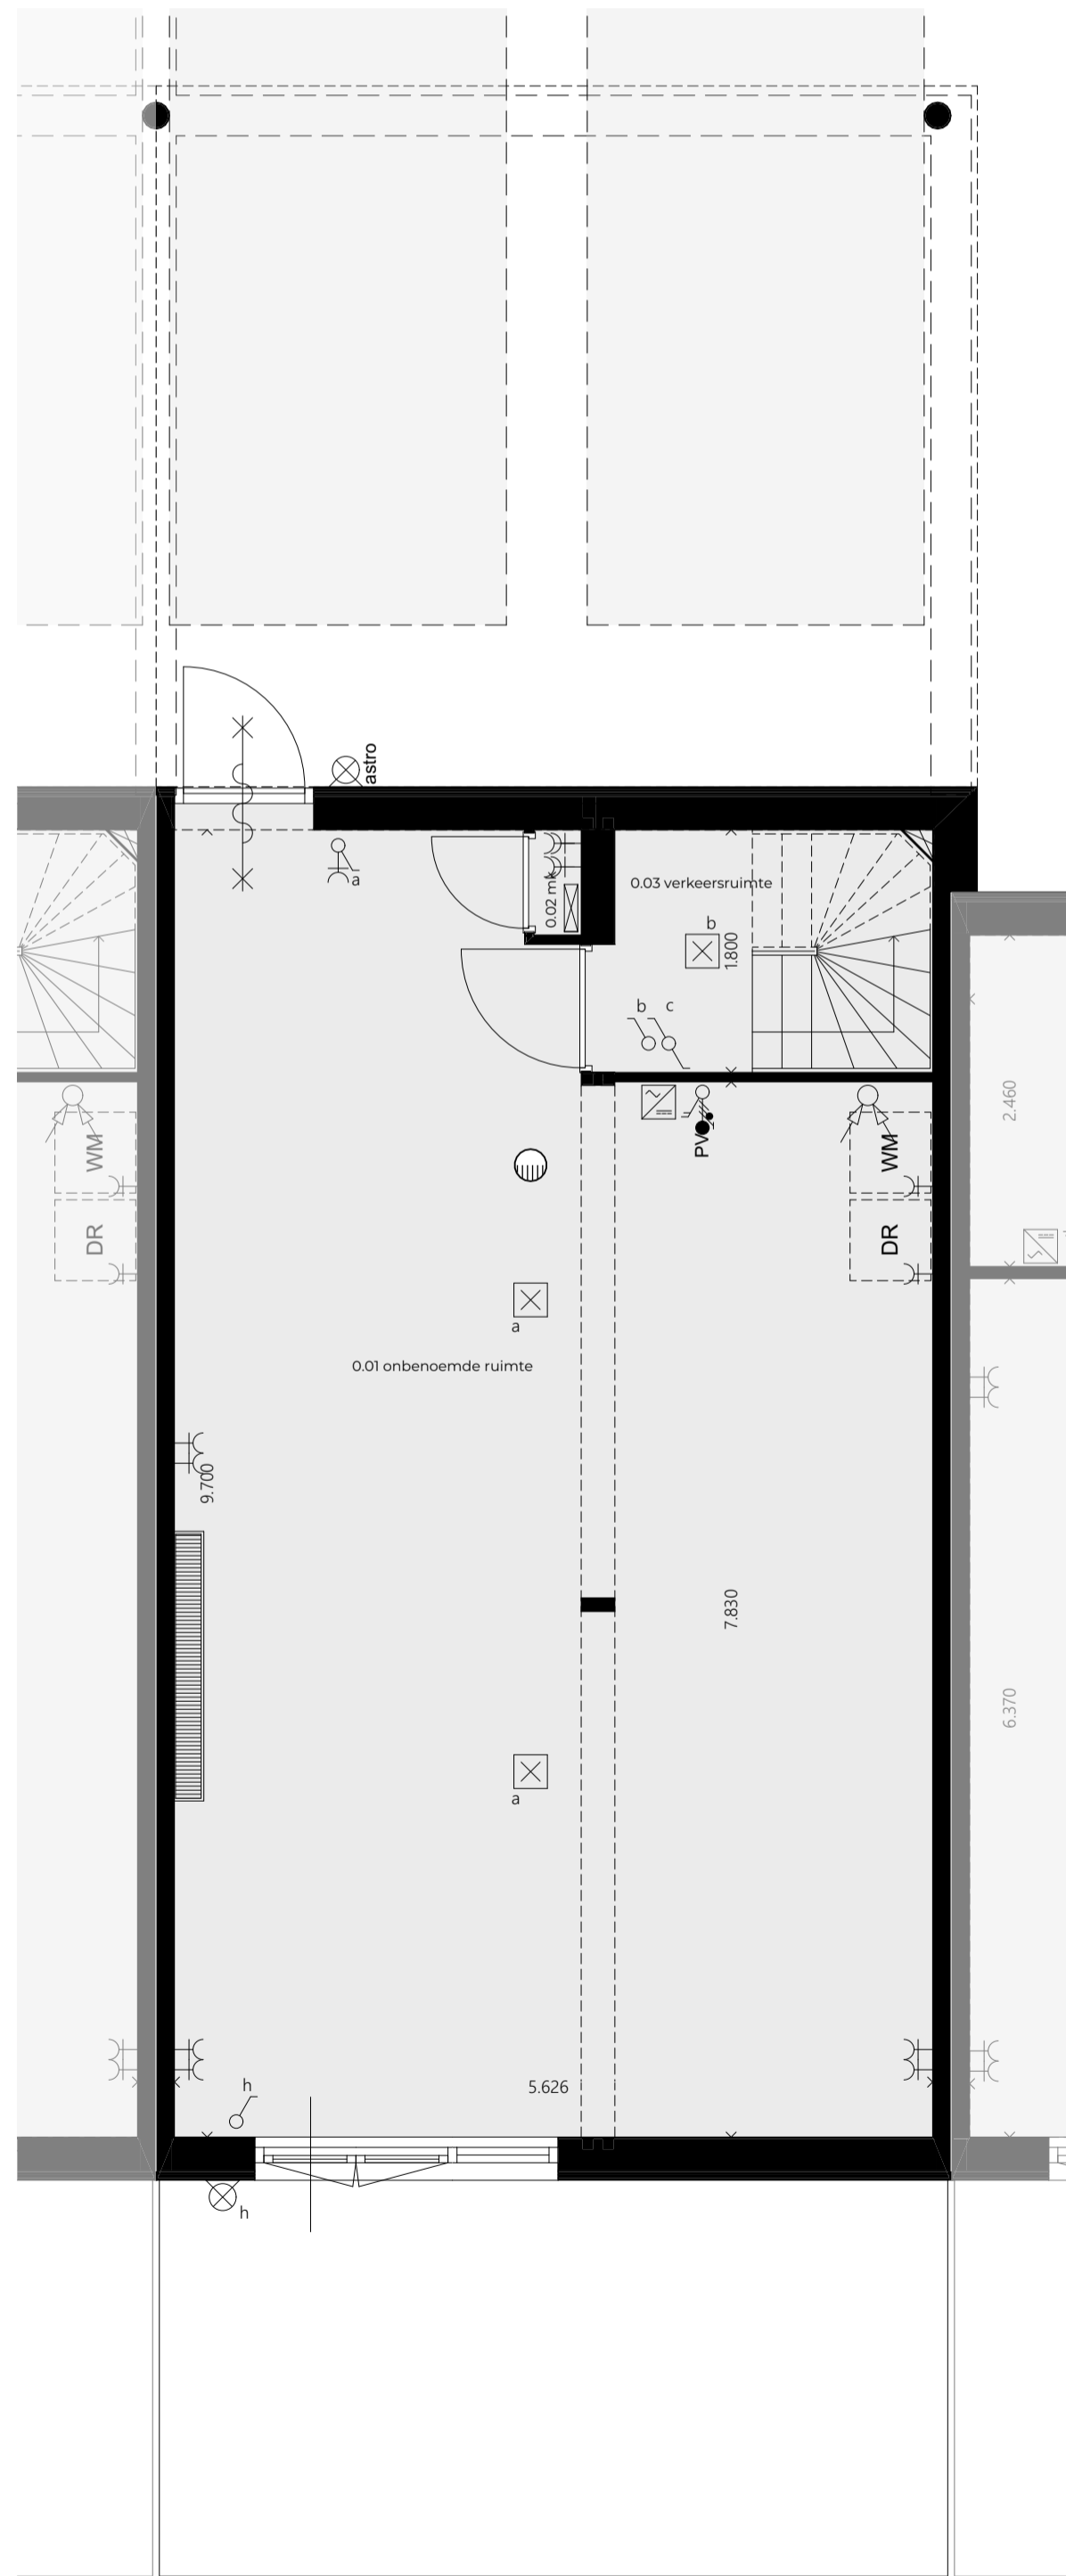 astro
a
0.02 mk
0.03 verkeersruimte
b
1.800
b
c
WM
DR
PV
WM
DR
2.460
a
0.01 onbenoemde ruimte
9.700
7.830
6.370
a
h
5.626
h